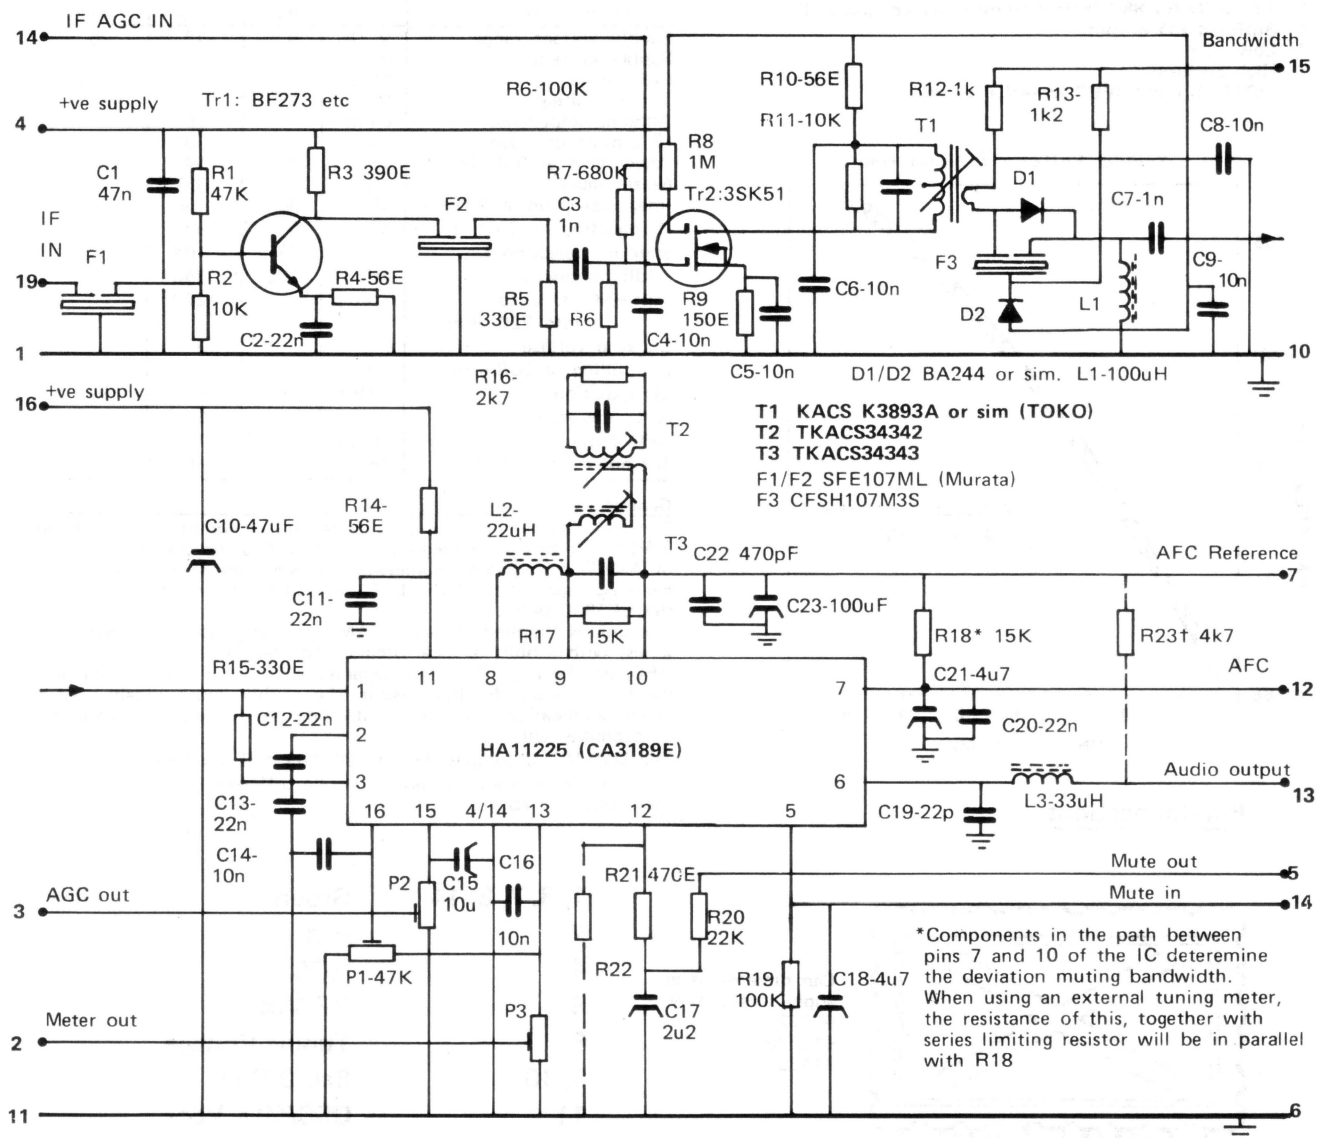 IF AGC IN
14
Bandwidth
15
+ve supply
Tr1: BF273 etc
R6-100K
R10-56E
R12-1k
R13-
1k2
4
R11-10K
T1
C8-10n
C1
47n
R1
47K
R3 390E
R7-680K
R8
1M
Tr2:3SK51
D1
IF
IN
F2
C3
1n
C7-1n
F1
19
R2
10K
R4-56E
R5
330E
R6
R9
150E
C6-10n
F3
D2
L1
C9-
10n
C2-22n
C4-10n
1
10
C5-10n
D1/D2 BA244 or sim. L1-100uH
+ve supply
16
R16-
2k7
T2
T1 KACS K3893A or sim (TOKO)
T2 TKACS34342
T3 TKACS34343
F1/F2 SFE107ML (Murata)
F3 CFSH107M3S
C10-47uF
R14-
56E
L2-
22uH
T3
C22 470pF
AFC Reference
7
C11-
22n
C23-100uF
R17
15K
R18* 15K
R23† 4k7
R15-330E
11
8
9
10
C21-4u7
AFC
1
7
12
C12-22n
2
C20-22n
HA11225 (CA3189E)
3
6
Audio output
13
C13-
22n
16
15
4/14
13
12
5
C19-22p
L3-33uH
C14-
10n
P2
C15
10u
C16
R21 470E
Mute out
5
AGC out
Mute in
14
3
10n
R20
22K
P1-47K
R22
R19
100K
C18-4u7
*Components in the path between
pins 7 and 10 of the IC deteremine
the deviation muting bandwidth.
When using an external tuning meter,
the resistance of this, together with
series limiting resistor will be in parallel
with R18
Meter out
P3
C17
2u2
2
11
6